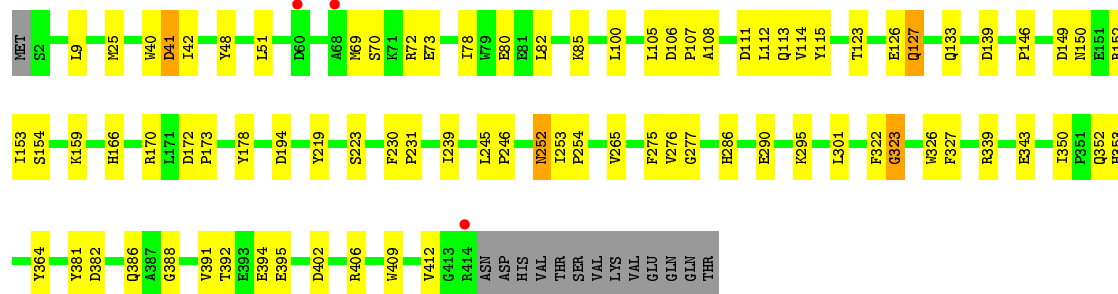 MET S2 L9 M25 W40 D41 I42 Y48 L51 D60 A68 M69 S70 K71 R72 E73 I78 W79 E80 E81 L82 K85 L100 L105 D106 P107 A108 D111 L112 Q113 V114 Y115 T123 E126 Q127 Q133 D139 P146 D149 N150 E151
I153 S154 K159 H166 R170 L171 D172 P173 Y178 D194 Y219 S223 F230 P231 I239 L245 P246 N252 I253 P254 V265 F275 V276 G277 H286 E290 K295 L301 F322 G323 W326 F327 R339 E343 I350 P351 Q352
Y364 Y381 D382 Q386 A387 G388 V391 T392 E393 E394 E395 D402 R406 W409 V412 G413 R414 ASN ASP HIS VAL THR SER VAL LYS VAL GLU GLN GLN THR